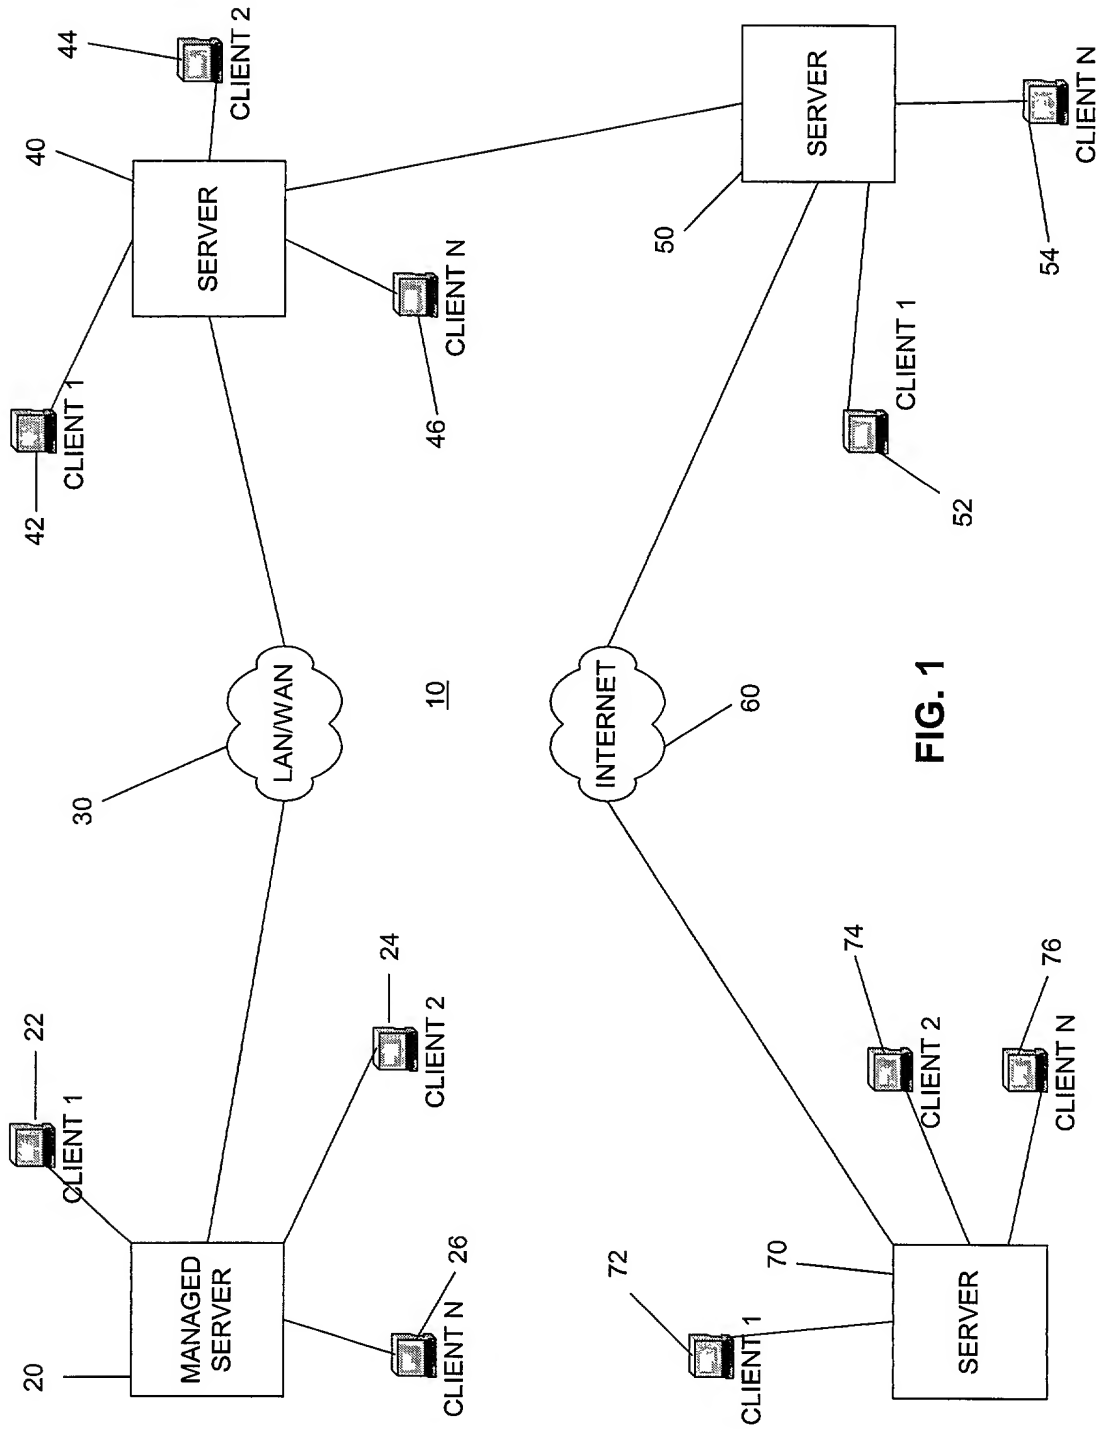 20
22
42
40
44
CLIENT 1
CLIENT 1
30
MANAGED
SERVER
SERVER
CLIENT 2
LAN/WAN
24
CLIENT 2
10
46
CLIENT N
26
CLIENT N
INTERNET
72
50
CLIENT 1
60
70
SERVER
74
CLIENT 1
CLIENT 2
FIG. 1
52
SERVER
76
54
CLIENT N
CLIENT N